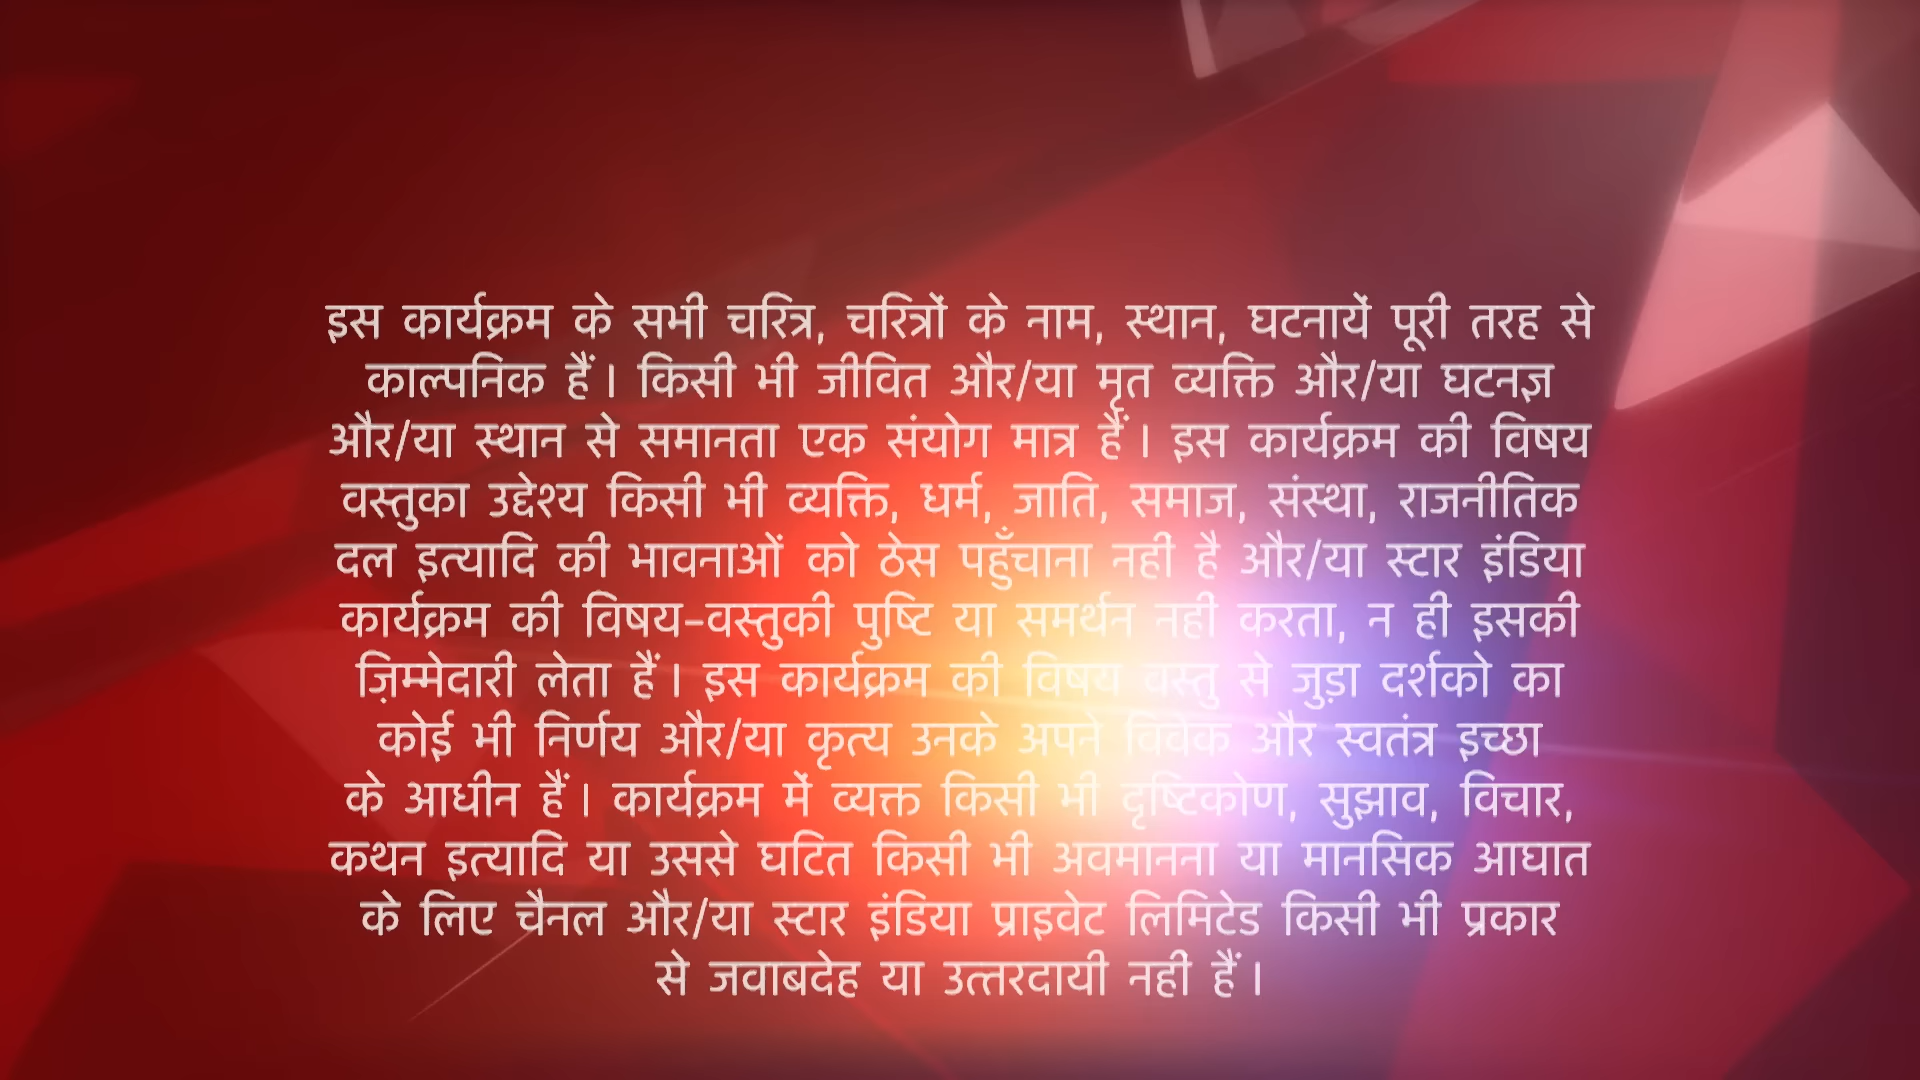 इस कार्यक्रम के सभी चरित्र, चरित्रों के नाम, स्थान, घटनायें पूरी तरह से
काल्पनिक हैं। किसी भी जीवित और/या मृत व्यक्ति और/या घटनज्ञ
और/या स्थान से समानता एक संयोग मात्र हैं। इस कार्यक्रम की विषय
वस्तुका उद्देश्य किसी भी व्यक्ति, धर्म, जाति, समाज, संस्था, राजनीतिक
दल इत्यादि की भावनाओं को ठेस पहुँचाना नहीं है और/या स्टार इंडिया
कार्यक्रम की विषय–वस्तुकी पुष्टि या समर्थन नही करता, न ही इसकी
ज़िम्मेदारी लेता हैं। इस कार्यक्रम की विषय वस्तु से जुड़ा दर्शको का
कोई भी निर्णय और/या कृत्य उनके अपने विवेक और स्वतंत्र इच्छा
के आधीन हैं। कार्यक्रम में व्यक्त किसी भी दृष्टिकोण, सुझाव, विचार,
कथन इत्यादि या उससे घटित किसी भी अवमानना या मानसिक आघात
के लिए चैनल और/या स्टार इंडिया प्राइवेट लिमिटेड किसी भी प्रकार
से जवाबदेह या उत्तरदायी नहीं हैं।